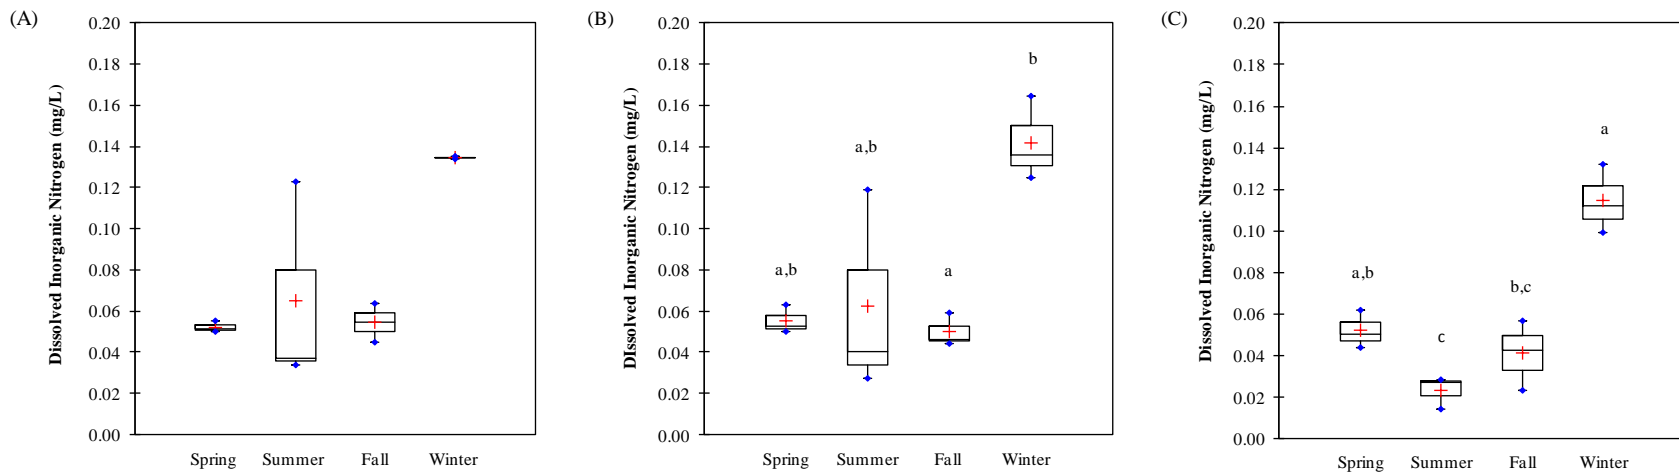 (A)
Dissolved Inorganic Nitrogen (mg/L)
0.20
0.18
0.16
0.14
0.12
0.10
0.08
0.06
0.04
0.02
0.00
Spring Summer Fall Winter
(B)
DIssolved Inorganic Nitrogen (mg/L)
0.20
0.18
0.16
0.14
0.12
0.10
0.08
0.06
0.04
0.02
0.00
b
a,b
a,b
a
Spring Summer Fall Winter
(C)
Dissolved Inorganic Nitrogen (mg/L)
0.20
0.18
0.16
0.14
0.12
0.10
0.08
0.06
0.04
0.02
0.00
a
a,b
b,c
c
Spring Summer Fall Winter